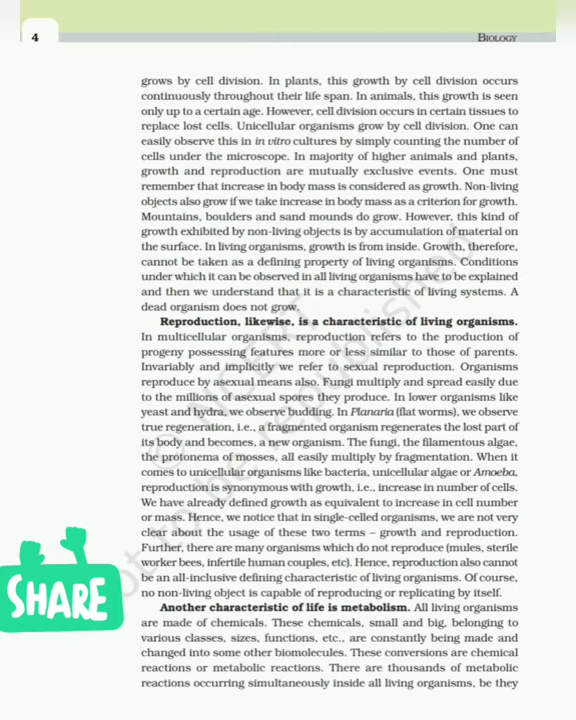 4
BIOLOGY
grows by cell division. In plants, this growth by cell division occurs
continuously throughout their life span. In animals, this growth is seen
only up to a certain age. However, cell division occurs in certain tissues to
replace lost cells. Unicellular organisms grow by cell division. One can
easily observe this in in vitro cultures by simply counting the number of
cells under the microscope. In majority of higher animals and plants,
growth and reproduction are mutually exclusive events. One must
remember that increase in body mass is considered as growth. Non-living
objects also grow if we take increase in body mass as a criterion for growth.
Mountains, boulders and sand mounds do grow. However, this kind of
growth exhibited by non-living objects is by accumulation of material on
the surface. In living organisms, growth is from inside. Growth, therefore,
cannot be taken as a defining property of living organisms. Conditions
under which it can be observed in all living organisms have to be explained
and then we understand that it is a characteristic of living systems. A
dead organism does not grow.
Reproduction, likewise, is a characteristic of living organisms.
In multicellular organisms, reproduction refers to the production of
progeny possessing features more or less similar to those of parents.
Invariably and implicitly we refer to sexual reproduction. Organisms
reproduce by asexual means also. Fungi multiply and spread easily due
to the millions of asexual spores they produce. In lower organisms like
yeast and hydra, we observe budding. In Planaria (flat worms), we observe
true regeneration, i.e., a fragmented organism regenerates the lost part of
its body and becomes, a new organism. The fungi, the filamentous algae,
the protonema of mosses, all easily multiply by fragmentation. When it
comes to unicellular organisms like bacteria, unicellular algae or Amoeba,
reproduction is synonymous with growth, i.e., increase in number of cells.
We have already defined growth as equivalent to increase in cell number
or mass. Hence, we notice that in single-celled organisms, we are not very
clear about the usage of these two terms – growth and reproduction.
Further, there are many organisms which do not reproduce (mules, sterile
worker bees, infertile human couples, etc). Hence, reproduction also cannot
be an all-inclusive defining characteristic of living organisms. Of course,
no non-living object is capable of reproducing or replicating by itself.
Another characteristic of life is metabolism. All living organisms
are made of chemicals. These chemicals, small and big, belonging to
various classes, sizes, functions, etc., are constantly being made and
changed into some other biomolecules. These conversions are chemical
reactions or metabolic reactions. There are thousands of metabolic
reactions occurring simultaneously inside all living organisms, be they
© NCERT
not to be republished
SHARE